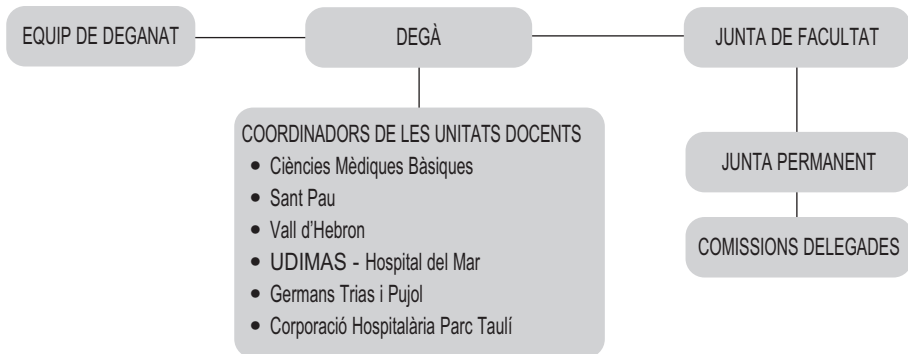 EQUIP DE DEGANAT
DEGÀ
JUNTA DE FACULTAT
COORDINADORS DE LES UNITATS DOCENTS
• Ciències Mèdiques Bàsiques
• Sant Pau
• Vall d’Hebron
• UDIMAS - Hospital del Mar
• Germans Trias i Pujol
• Corporació Hospitalària Parc Taulí
JUNTA PERMANENT
COMISSIONS DELEGADES